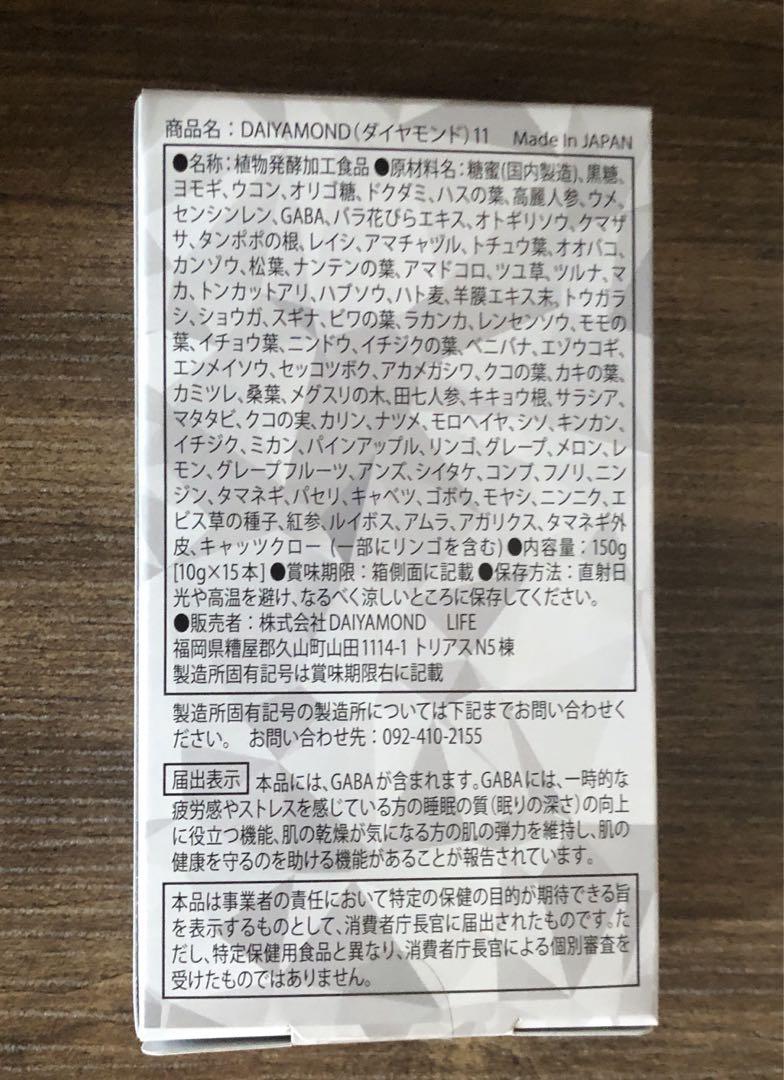 商品名：DAIYAMOND(ダイヤモンド)11 Made In JAPAN
●名称：植物発酵加工食品 ●原材料名：糖蜜(国内製造)、黒糖、
ヨモギ、ウコン、オリゴ糖、ドクダミ、ハスの葉、高麗人参、ウメ、
センシンレン、GABA、バラ花びらエキス、オトギリソウ、クマザ
サ、タンポポの根、レイシ、アマチャヅル、トチュウ葉、オオバコ、
カンゾウ、松葉、ナンテンの葉、アマドコロ、ツユ草、ツルナ、マ
カ、トンカットアリ、ハブソウ、ハト麦、羊膜エキス末、トウガラ
シ、ショウガ、スギナ、ビワの葉、ラカンカ、レンセンソウ、モモの
葉、イチョウ葉、ニンドウ、イチジクの葉、ベニバナ、エゾウコギ、
エンメイソウ、セッコツボク、アカメガシワ、クコの葉、カキの葉、
カミツレ、桑葉、メグスリの木、田七人参、キキョウ根、サラシア、
マタタビ、クコの実、カリン、ナツメ、モロヘイヤ、シソ、キンカン、
イチジク、ミカン、パインアップル、リンゴ、グレープ、メロン、レ
モン、グレープフルーツ、アンズ、シイタケ、コンブ、フノリ、ニン
ジン、タマネギ、パセリ、キャベツ、ゴボウ、モヤシ、ニンニク、エ
ビス草の種子、紅参、ルイボス、アムラ、アガリクス、タマネギ外
皮、キャッツクロー (一部にリンゴを含む) ●内容量：150g
[10g×15本] ●賞味期限：箱側面に記載 ●保存方法：直射日
光や高温を避け、なるべく涼しいところに保存してください。
●販売者：株式会社DAIYAMOND LIFE
福岡県糟屋郡久山町山田1114-1 トリアスN5棟
製造所固有記号は賞味期限右に記載
製造所固有記号の製造所については下記までお問い合わせく
ださい。 お問い合わせ先：092-410-2155
届出表示 本品には、GABAが含まれます。GABAには、一時的な
疲労感やストレスを感じている方の睡眠の質(眠りの深さ)の向上
に役立つ機能、肌の乾燥が気になる方の肌の弾力を維持し、肌の
健康を守るのを助ける機能があることが報告されています。
本品は事業者の責任において特定の保健の目的が期待できる旨
を表示するものとして、消費者庁長官に届出されたものです。た
だし、特定保健用食品と異なり、消費者庁長官による個別審査を
受けたものではありません。